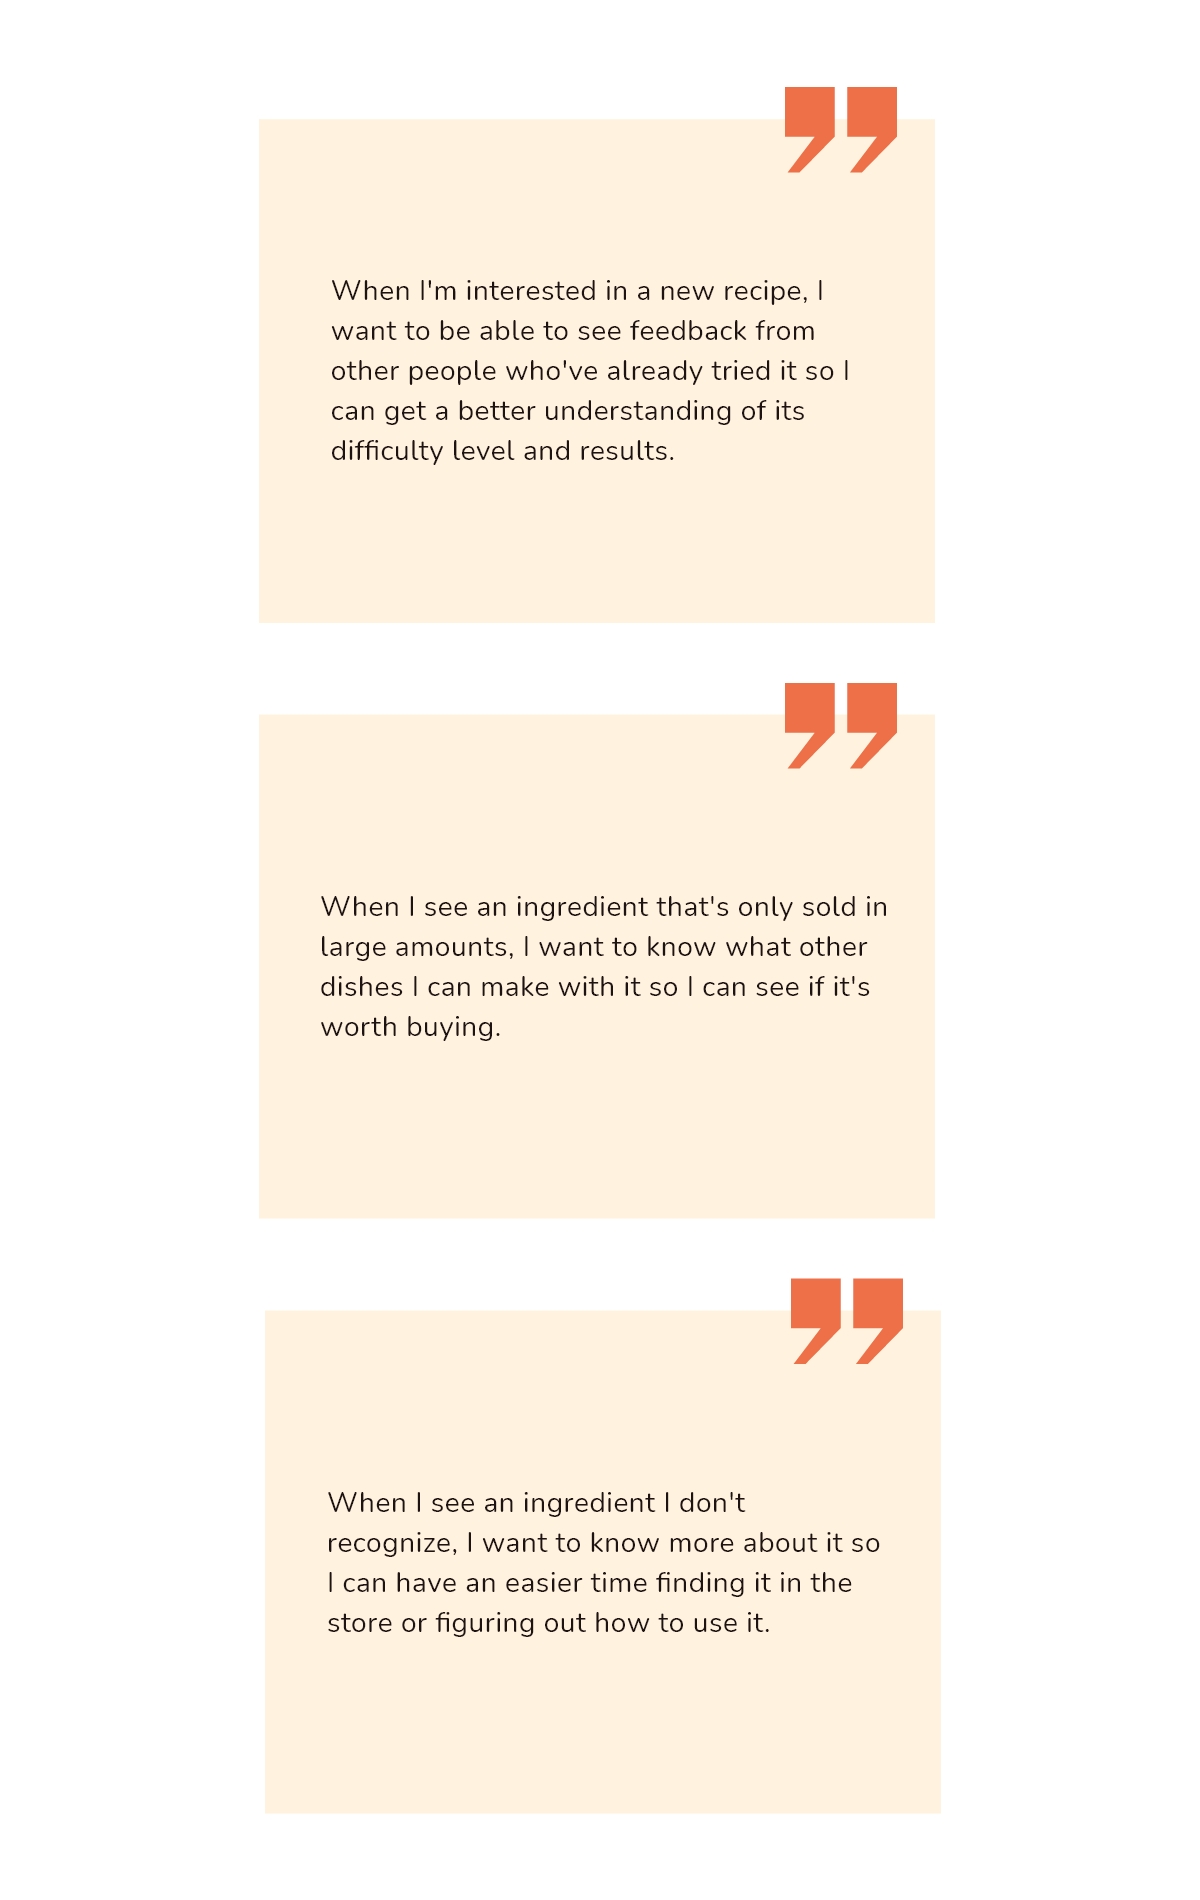 When I'm interested in a new recipe, I
want to be able to see feedback from
other people who've already tried it so I
can get a better understanding of its
difficulty level and results.
When I see an ingredient that's only sold in
large amounts, I want to know what other
dishes I can make with it so I can see if it's
worth buying.
When I see an ingredient I don't
recognize, I want to know more about it so
I can have an easier time finding it in the
store or figuring out how to use it.